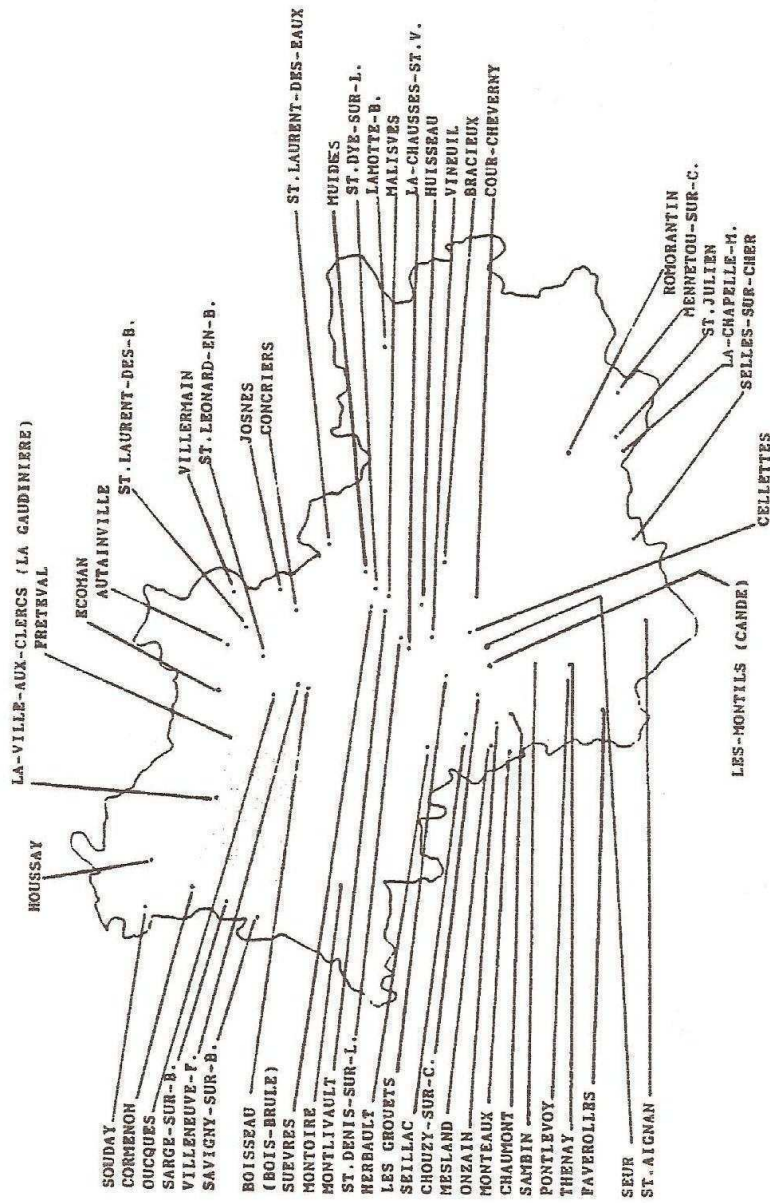 SOUDAY
CORMENON
OUCQUES
SARGE-SUR-B.
VILLENEUVE-F.
SAVIGNY-SUR-B.
BOISSEAU
(BOIS-BRULE)
SUEVRES
MONTOIRE
MONTLIVAULT
ST.DENIS-SUR-L.
HERBAULT
LES GROUETS
SEILLAC
CHOUZY-SUR-C.
MESLAND
ONZAIN
MONTEAUX
CHAUMONT
SAMBIN
PONTLEVOY
THENAY
FAVEROLLES
SEUR
ST.AIGNAN
MOUSSAY
LA-VILLE-AUX-CLERCS (LA GAUDINIERE)
FRETEVAL
ECOMAN
AUTAINVILLE
ST.LAURENT-DES-B.
VILLERMAIN
ST.LEONARD-EN-B.
JOSNES
CONCRIERS
ST.LAURENT-DES-EAUX
MUIDES
ST.DYE-SUR-L.
LAMOTTE-B.
MALIVES
LA-CHAUSSES-ST.V.
HUISSEAU
VINEUIL
BRACIEUX
COUR-CHEVERNY
ROMORANTIN
MENNETOU-SUR-C.
ST.JULIEN
LA-CHAPELLE-M.
SELLES-SUR-CHER
CELLETTES
LES-MONTILS (CANDE)